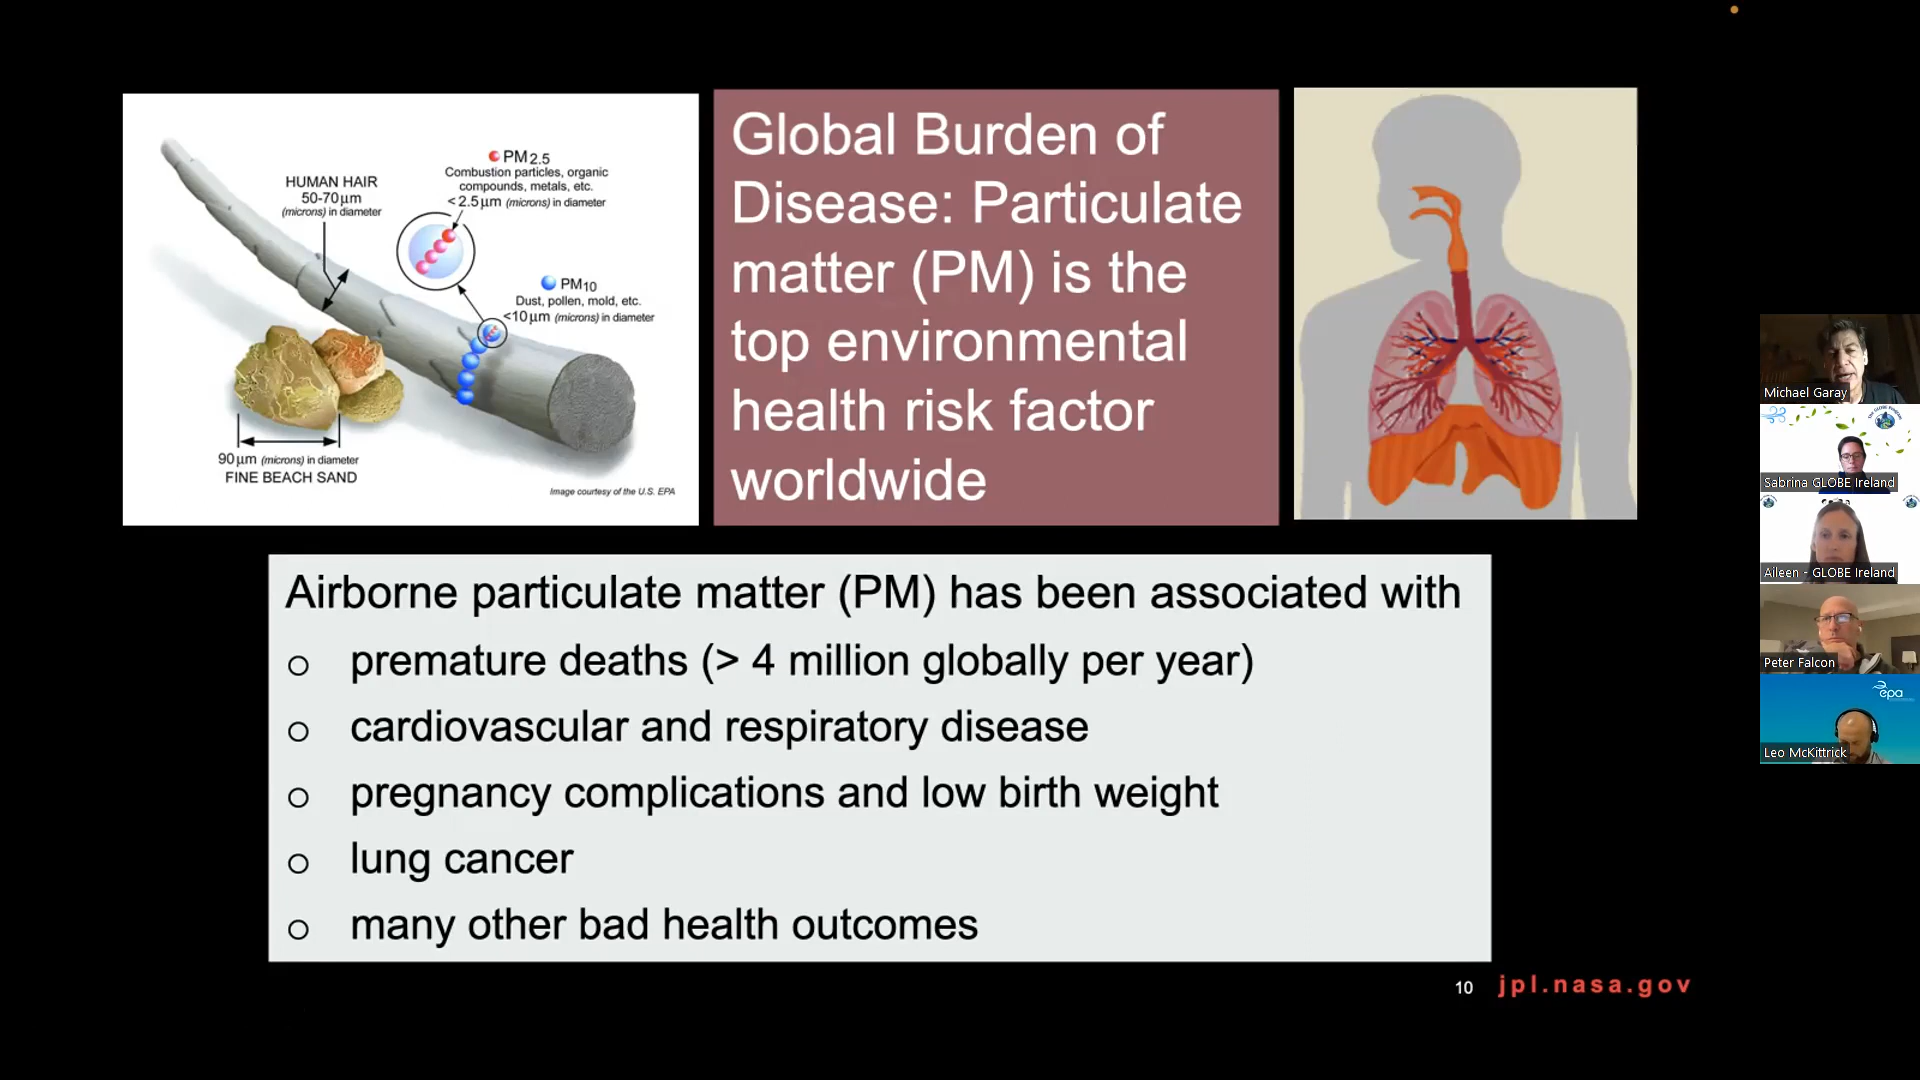 HUMAN HAIR
50-70μm
(microns) in diameter
PM2.5
Combustion particles, organic
compounds, metals, etc.
< 2.5μm (microns) in diameter
PM10
Dust, pollen, mold, etc.
<10μm (microns) in diameter
90μm (microns) in diameter
FINE BEACH SAND
Image courtesy of the U.S. EPA
Global Burden of
Disease: Particulate
matter (PM) is the
top environmental
health risk factor
worldwide
Airborne particulate matter (PM) has been associated with
o premature deaths (> 4 million globally per year)
o cardiovascular and respiratory disease
o pregnancy complications and low birth weight
o lung cancer
o many other bad health outcomes
10 jpl.nasa.gov
Michael Garay
Sabrina GLOBE Ireland
Aileen - GLOBE Ireland
Peter Falcon
epa
Leo McKittrick